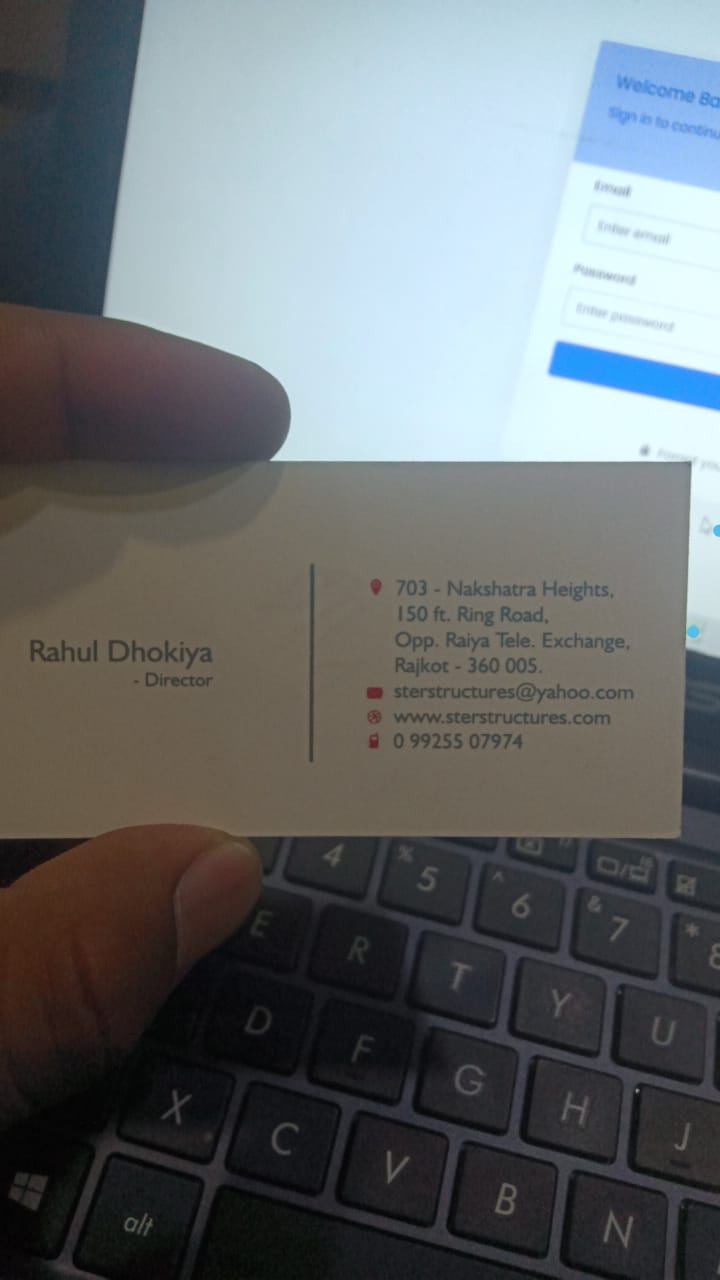 Welcome Ba
Sign in to continu
Email
Enter email
Password
Enter password
Rahul Dhokiya
- Director
703 - Nakshatra Heights,
150 ft. Ring Road,
Opp. Raiya Tele. Exchange,
Rajkot - 360 005.
sterstructures@yahoo.com
www.sterstructures.com
0 99255 07974
4 % 5 ^ 6 & 7 * 8
E R T Y U
D F G H J
X C V B N
alt